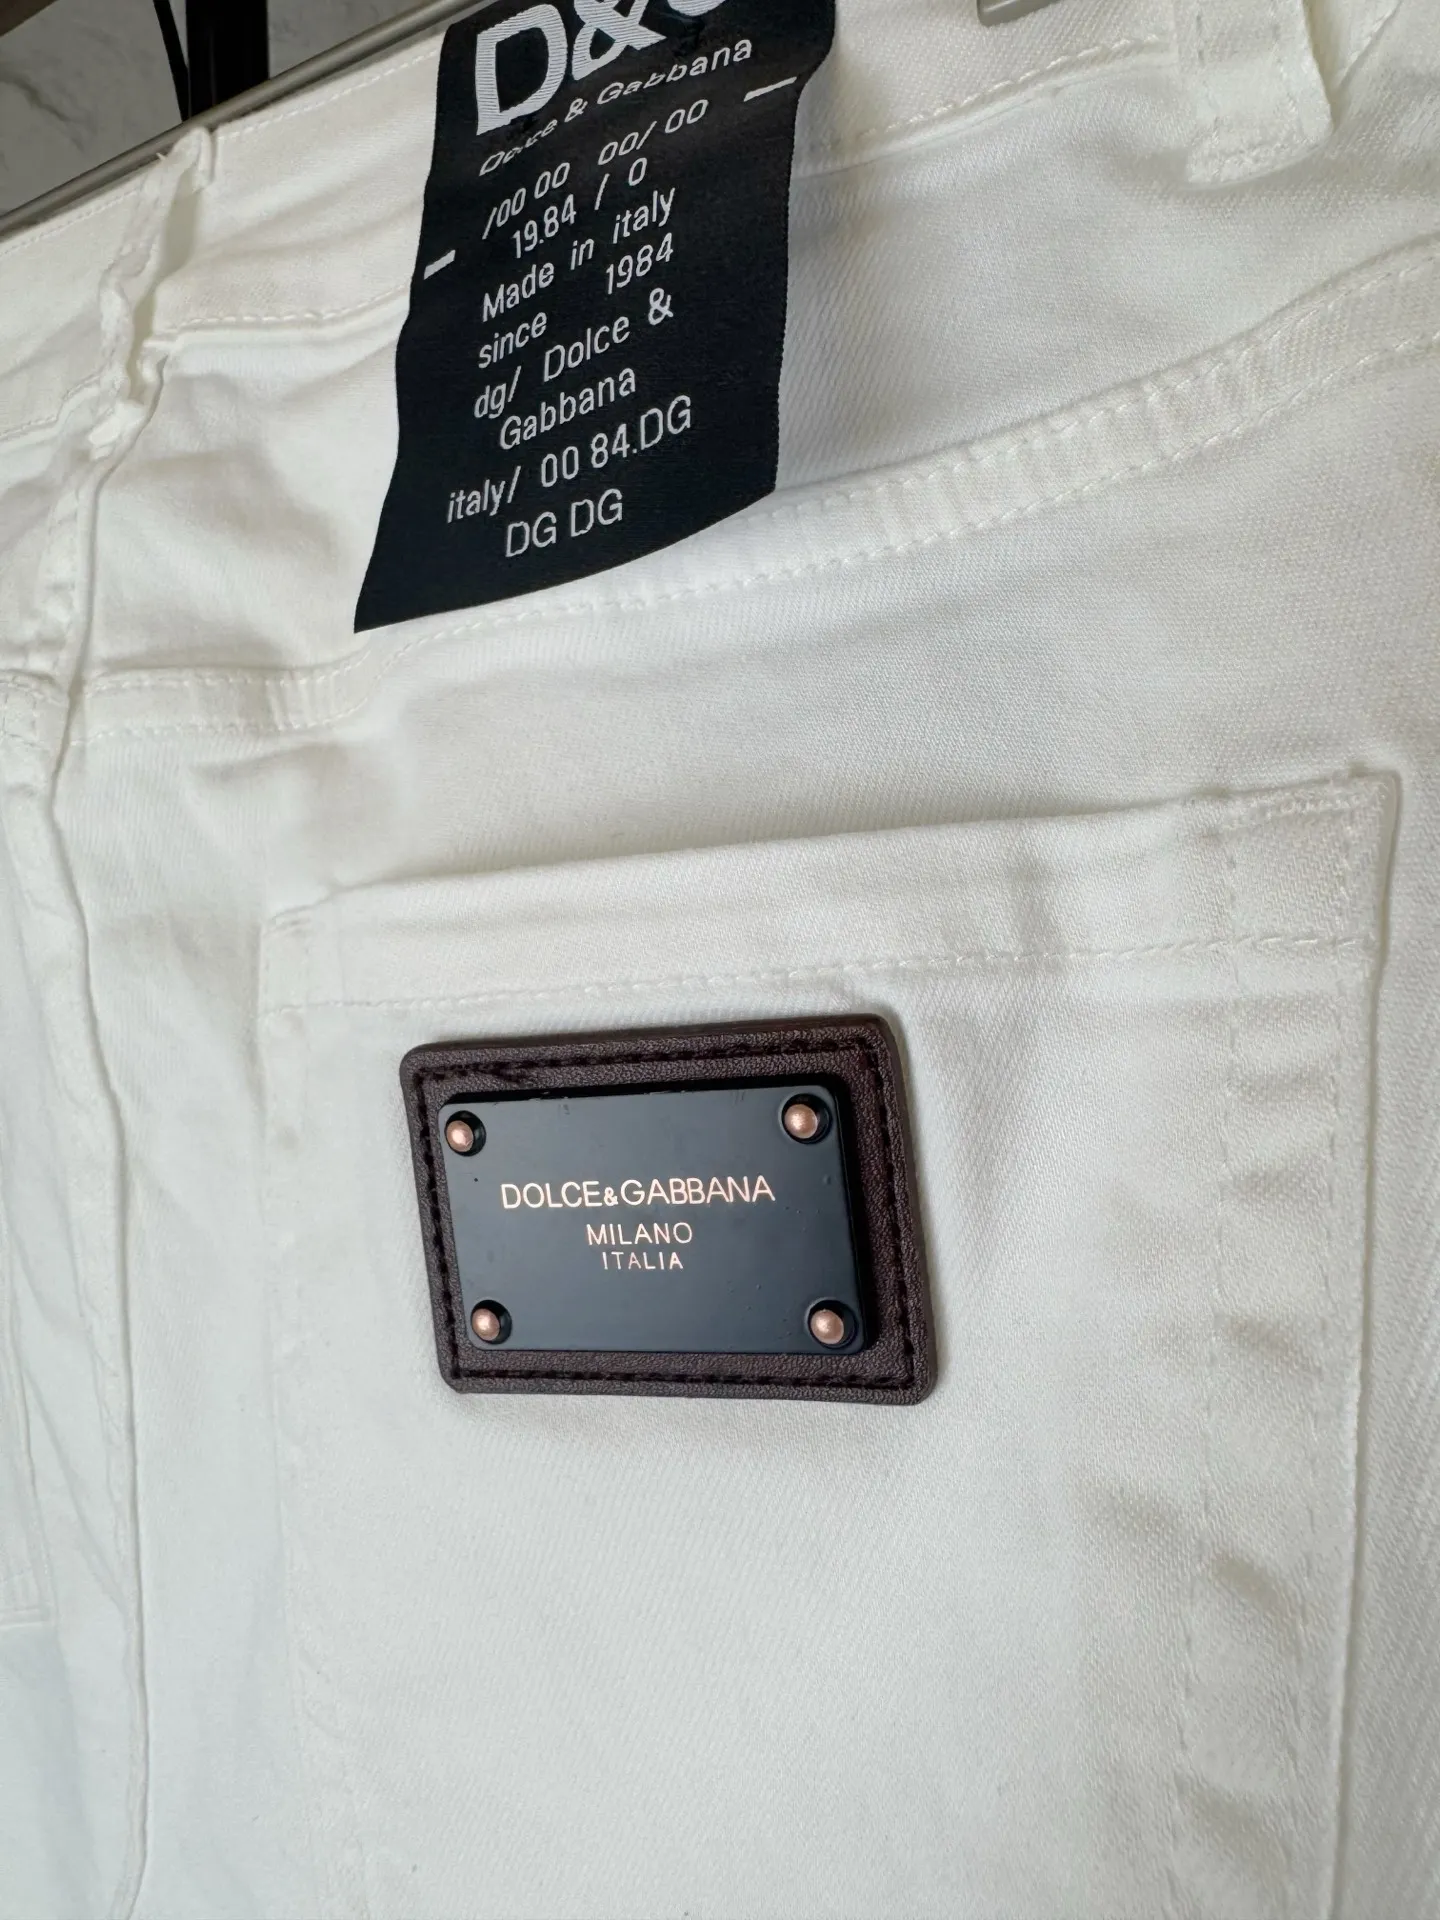 D&G
Dolce & Gabbana
/00 00 00/ 00
19.84 / 0
Made in italy
since 1984
dg/ Dolce &
Gabbana
italy/ 00 84.DG
DG DG
DOLCE&GABBANA
MILANO
ITALIA